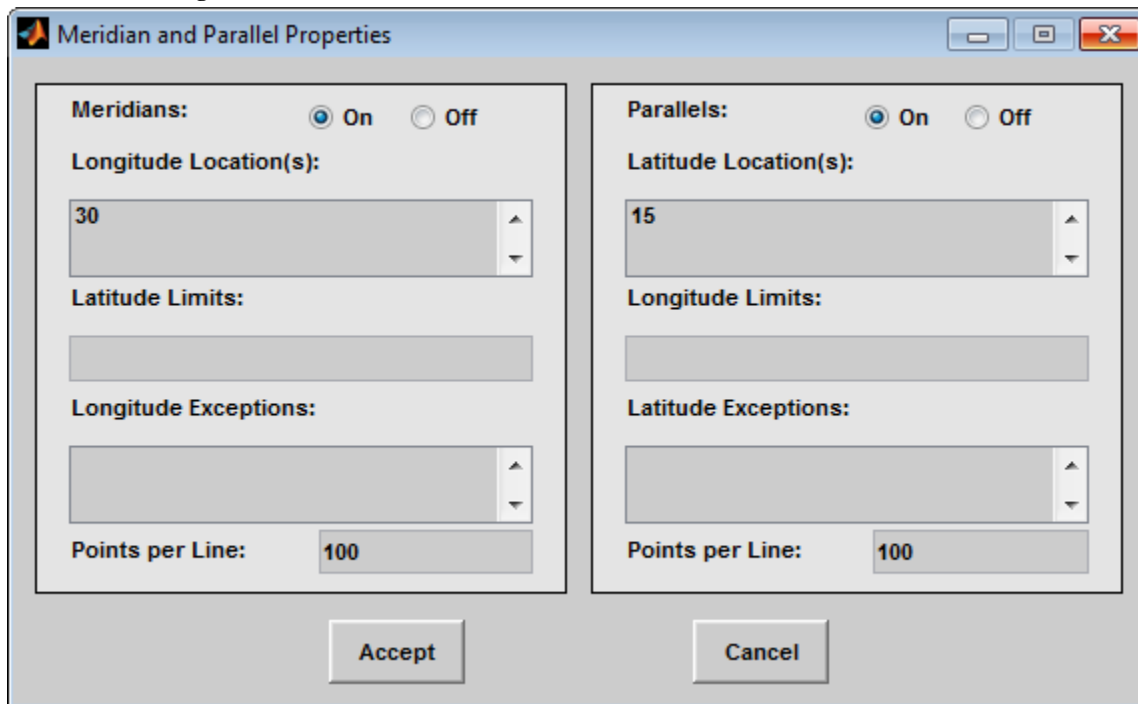 Meridian and Parallel Properties
Meridians: On Off
Longitude Location(s):
30
Latitude Limits:
Longitude Exceptions:
Points per Line: 100
Parallels: On Off
Latitude Location(s):
15
Longitude Limits:
Latitude Exceptions:
Points per Line: 100
Accept
Cancel